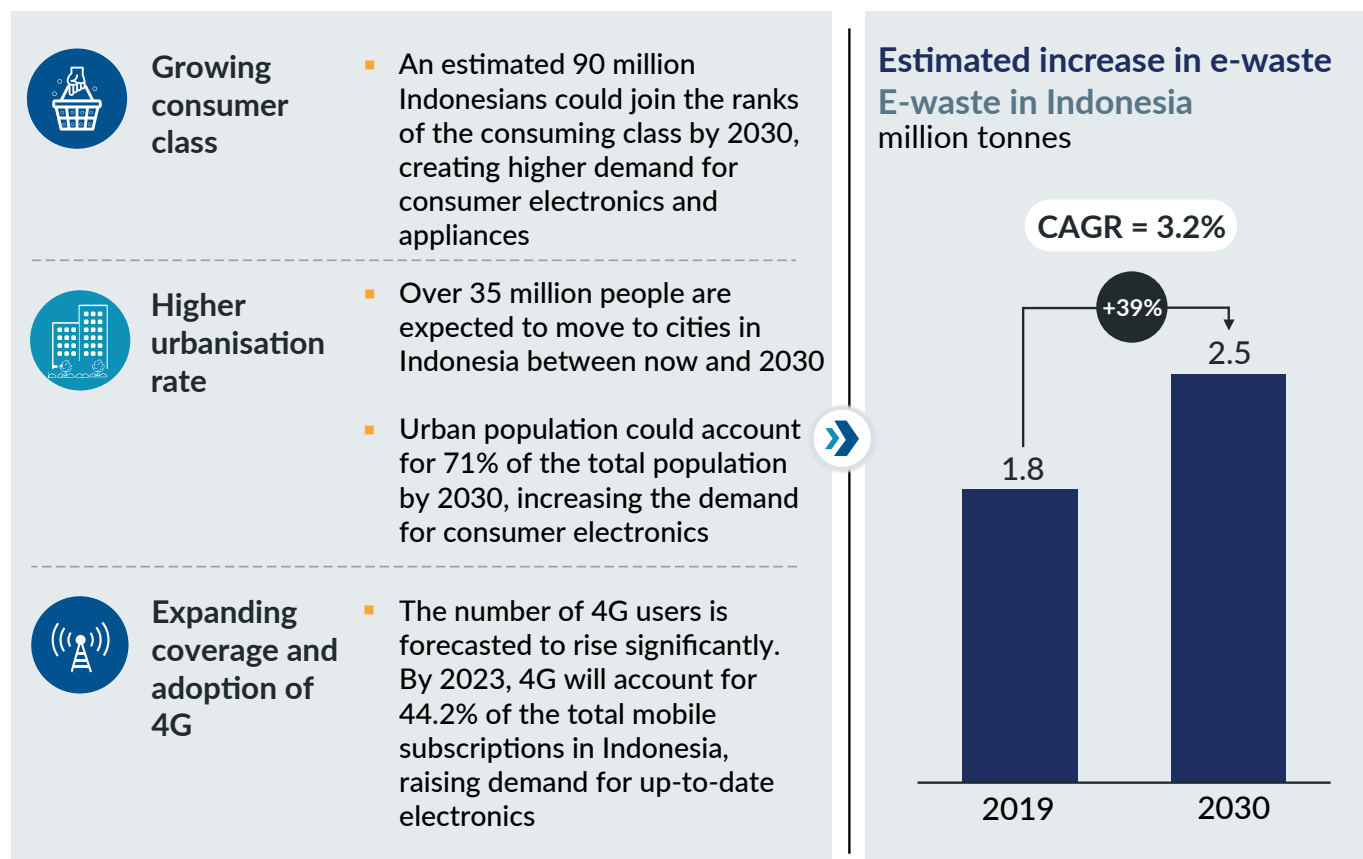 Growing
consumer
class
An estimated 90 million
Indonesians could join the ranks
of the consuming class by 2030,
creating higher demand for
consumer electronics and
appliances
Higher
urbanisation
rate
Over 35 million people are
expected to move to cities in
Indonesia between now and 2030
Urban population could account
for 71% of the total population
by 2030, increasing the demand
for consumer electronics
Expanding
coverage and
adoption of
4G
The number of 4G users is
forecasted to rise significantly.
By 2023, 4G will account for
44.2% of the total mobile
subscriptions in Indonesia,
raising demand for up-to-date
electronics
Estimated increase in e-waste
E-waste in Indonesia
million tonnes
CAGR = 3.2%
+39%
2.5
1.8
2019
2030